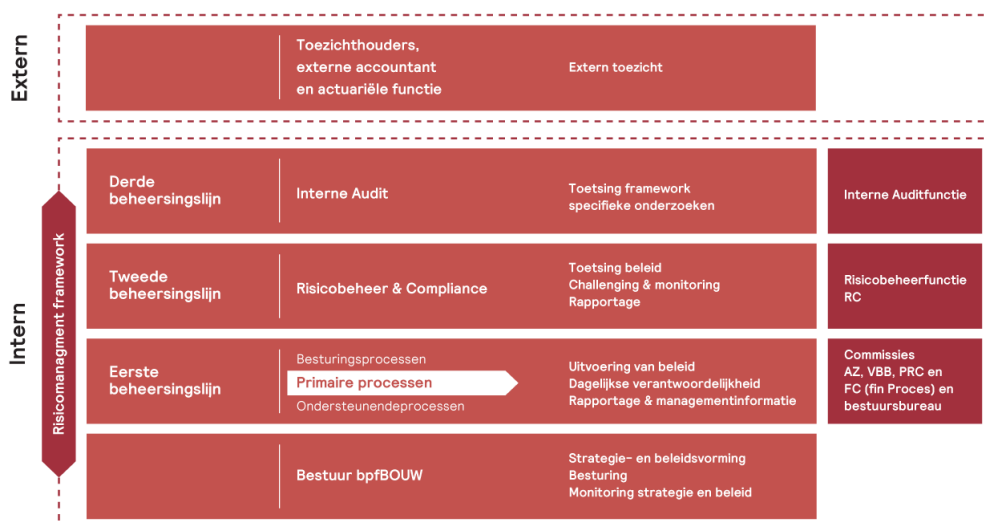 Extern
Toezichthouders,
externe accountant
en actuariële functie
Extern toezicht
Intern
Risicomanagment framework
Derde
beheersingslijn
Interne Audit
Toetsing framework
specifieke onderzoeken
Interne Auditfunctie
Tweede
beheersingslijn
Risicobeheer & Compliance
Toetsing beleid
Challenging & monitoring
Rapportage
Risicobeheerfunctie
RC
Eerste
beheersingslijn
Besturingsprocessen
Primaire processen
Ondersteunendeprocessen
Uitvoering van beleid
Dagelijkse verantwoordelijkheid
Rapportage & managementinformatie
Commissies
AZ, VBB, PRC en
FC (fin Proces) en
bestuursbureau
Bestuur bpfBOUW
Strategie- en beleidsvorming
Besturing
Monitoring strategie en beleid